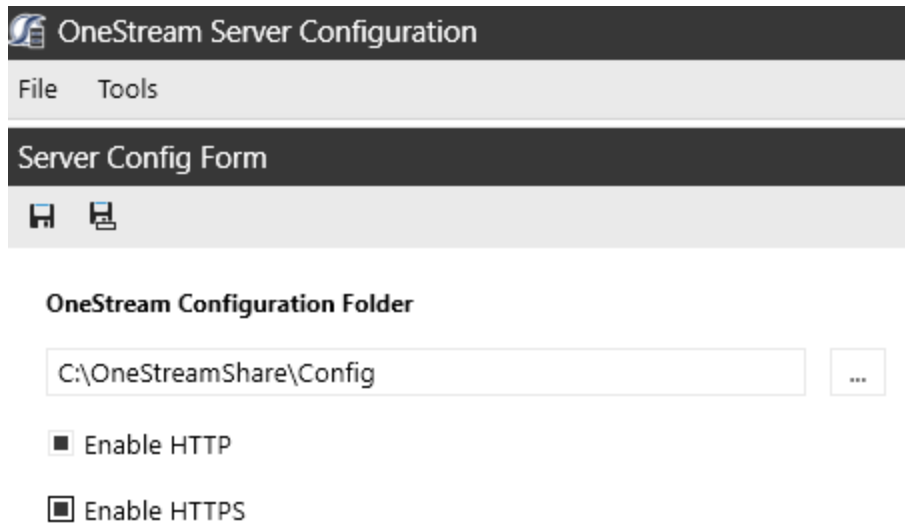 OneStream Server Configuration
File Tools
Server Config Form
OneStream Configuration Folder
C:\OneStreamShare\Config ...
Enable HTTP
Enable HTTPS